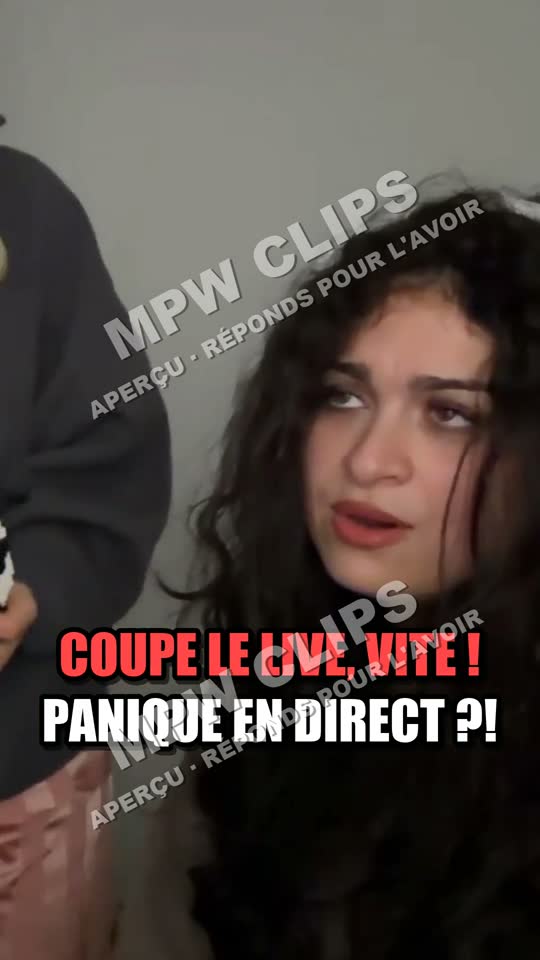 MPW CLIPS
APERÇU · RÉPONDS POUR L'AVOIR
COUPE LE LIVE, VITE !
PANIQUE EN DIRECT ?!
MPW CLIPS
APERÇU · RÉPONDS POUR L'AVOIR